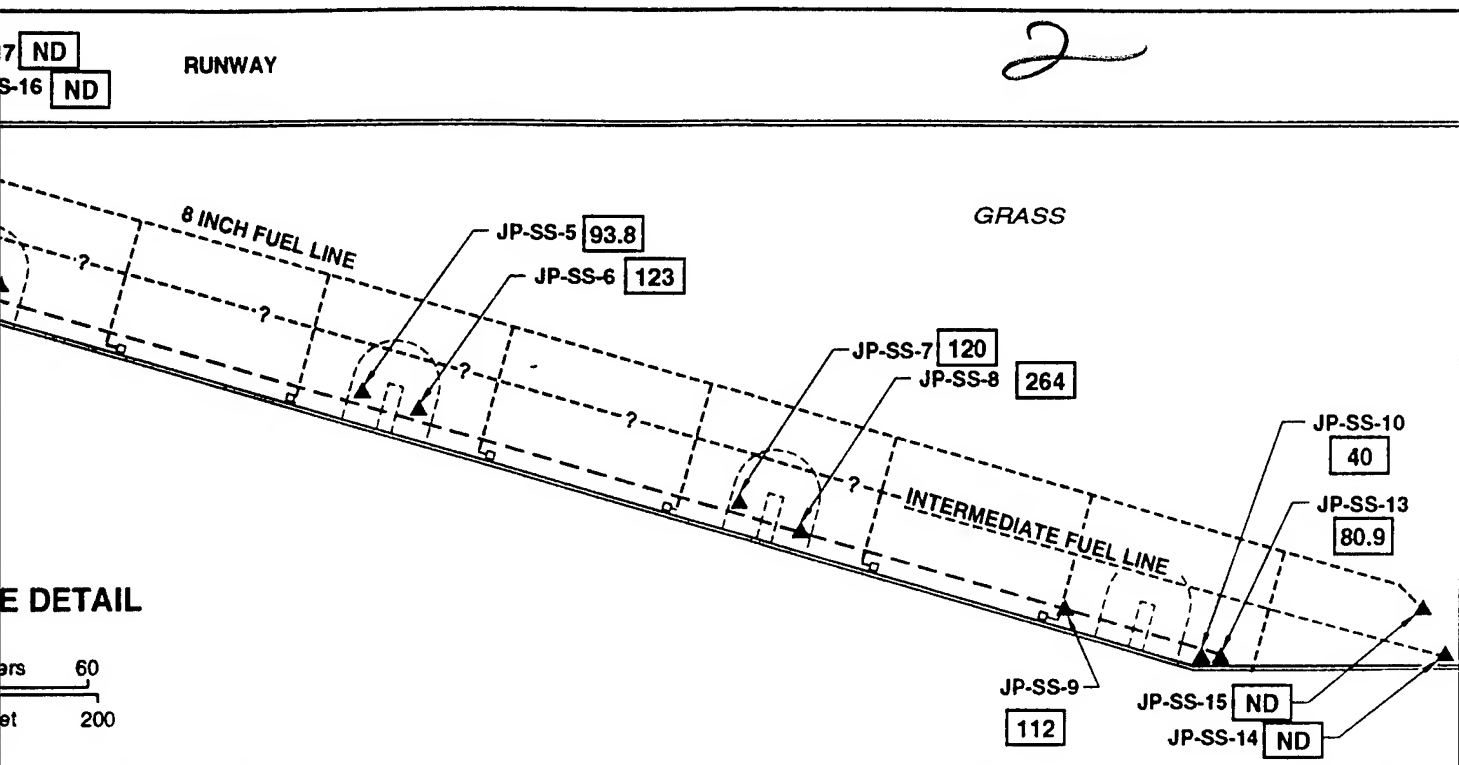 7 ND
S-16 ND
RUNWAY
2
GRASS
8 INCH FUEL LINE
JP-SS-5 93.8
JP-SS-6 123
?
?
?
?
?
JP-SS-7 120
JP-SS-8 264
JP-SS-10
40
JP-SS-13
80.9
INTERMEDIATE FUEL LINE
E DETAIL
ers 60
et 200
JP-SS-9
112
JP-SS-15 ND
JP-SS-14 ND